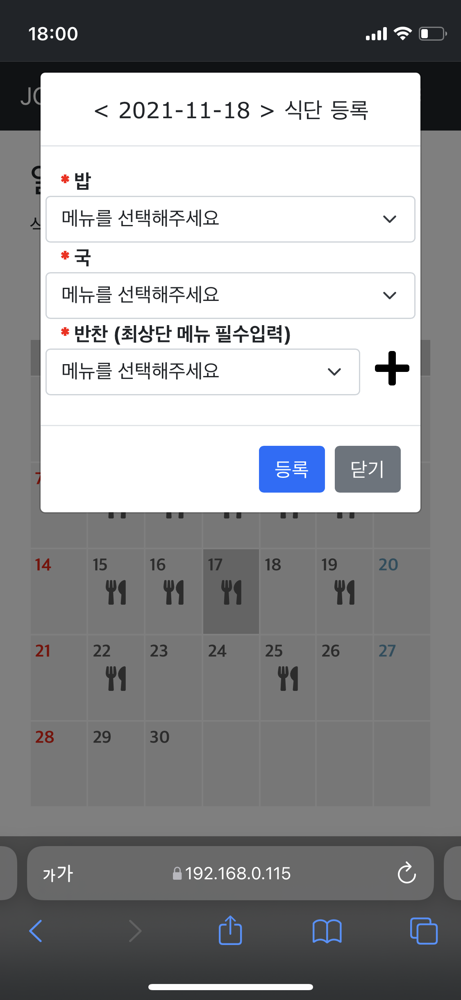 18:00
< 2021-11-18 > 식단 등록
* 밥
메뉴를 선택해주세요
* 국
메뉴를 선택해주세요
* 반찬 (최상단 메뉴 필수입력)
메뉴를 선택해주세요
등록 닫기
14 15 16 17 18 19 20
21 22 23 24 25 26 27
28 29 30
가가 192.168.0.115